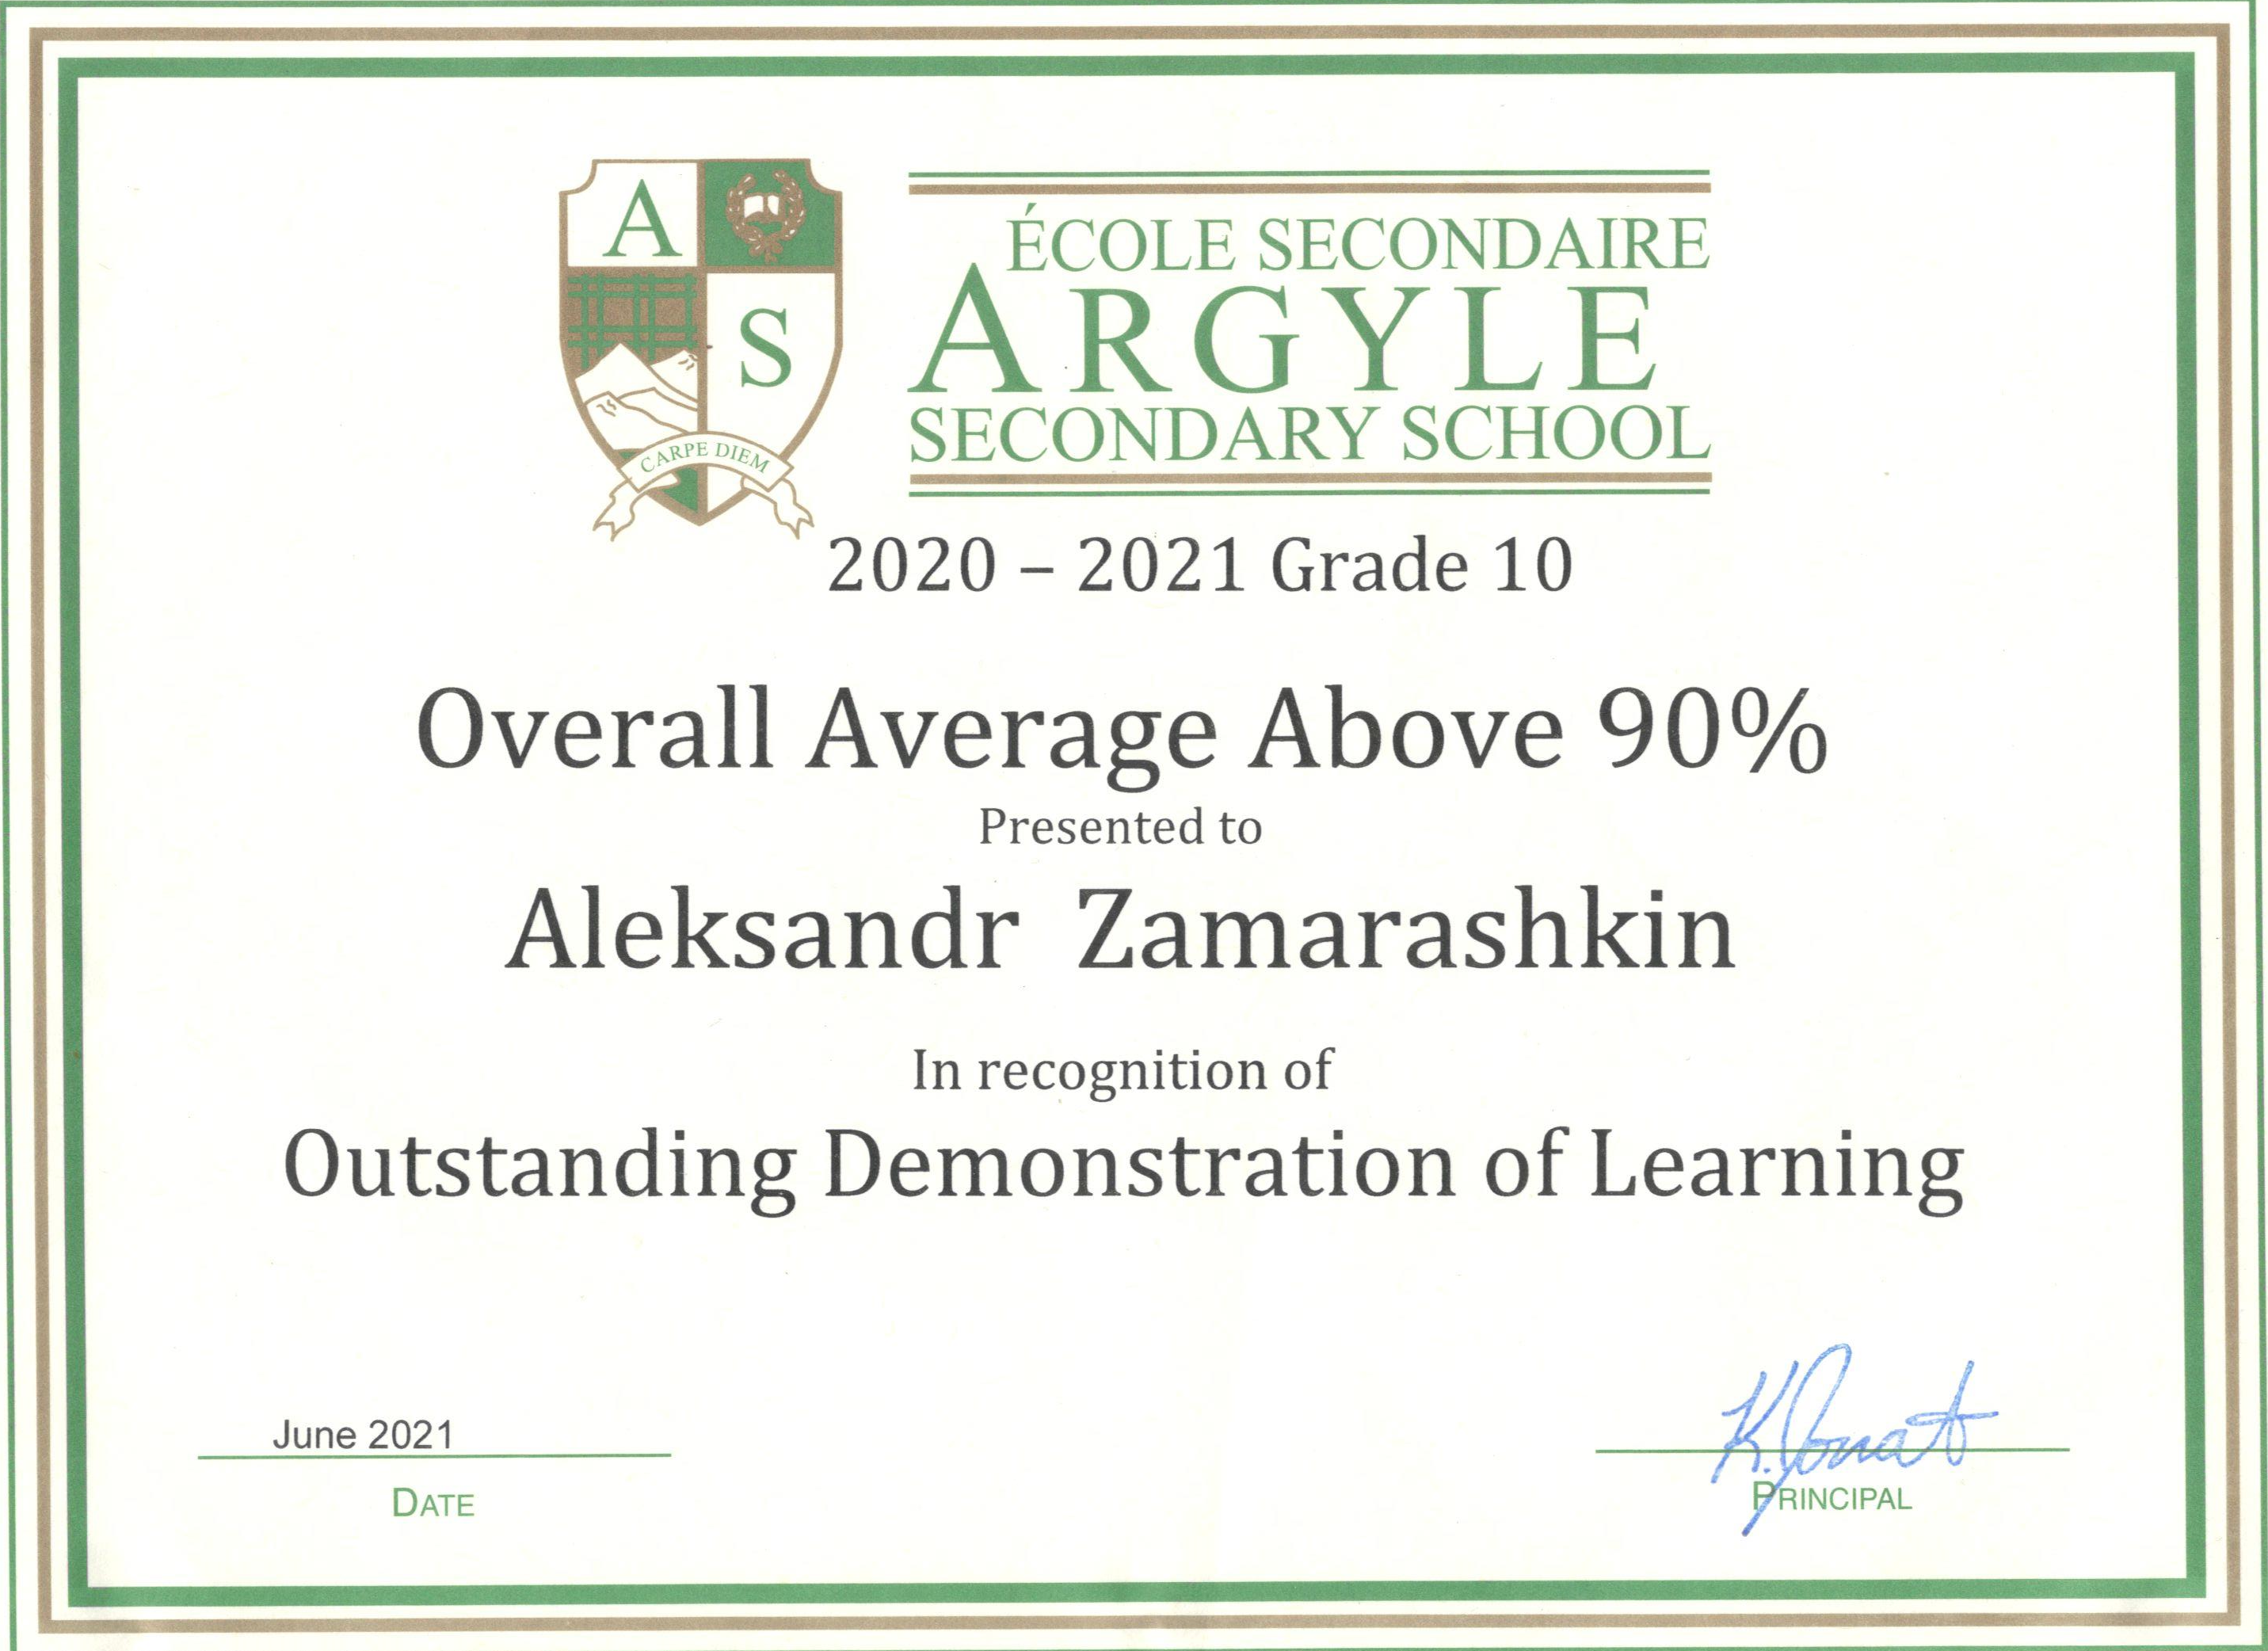 A
S
CARPE DIEM
ÉCOLE SECONDAIRE
ARGYLE
SECONDARY SCHOOL
2020 – 2021 Grade 10
Overall Average Above 90%
Presented to
Aleksandr Zamarashkin
In recognition of
Outstanding Demonstration of Learning
June 2021
DATE
PRINCIPAL